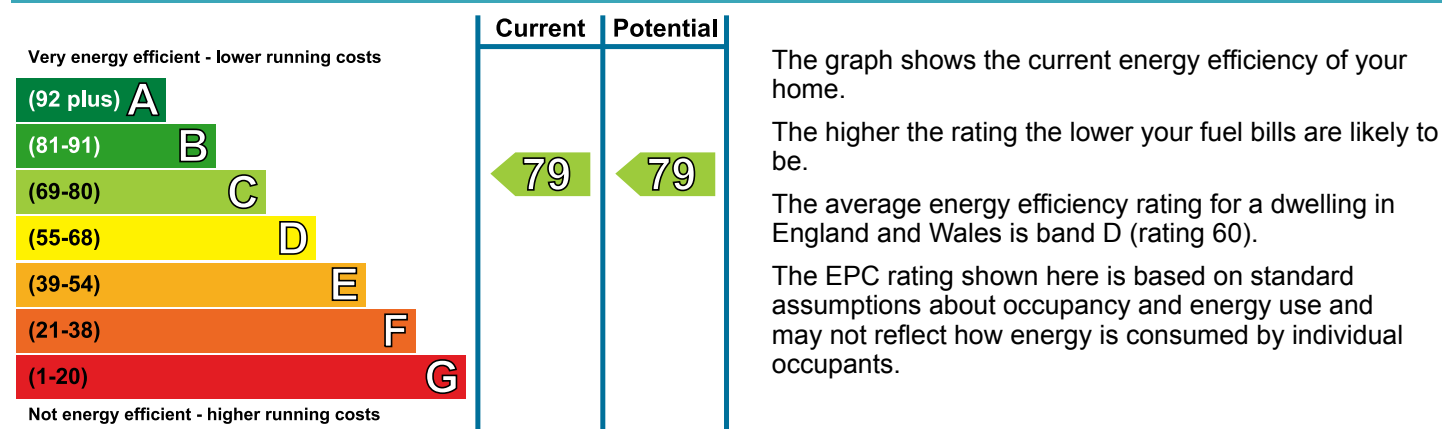 Current Potential
Very energy efficient - lower running costs
(92 plus) A
(81-91) B
(69-80) C
(55-68) D
(39-54) E
(21-38) F
(1-20) G
Not energy efficient - higher running costs
79 79
The graph shows the current energy efficiency of your
home.
The higher the rating the lower your fuel bills are likely to
be.
The average energy efficiency rating for a dwelling in
England and Wales is band D (rating 60).
The EPC rating shown here is based on standard
assumptions about occupancy and energy use and
may not reflect how energy is consumed by individual
occupants.